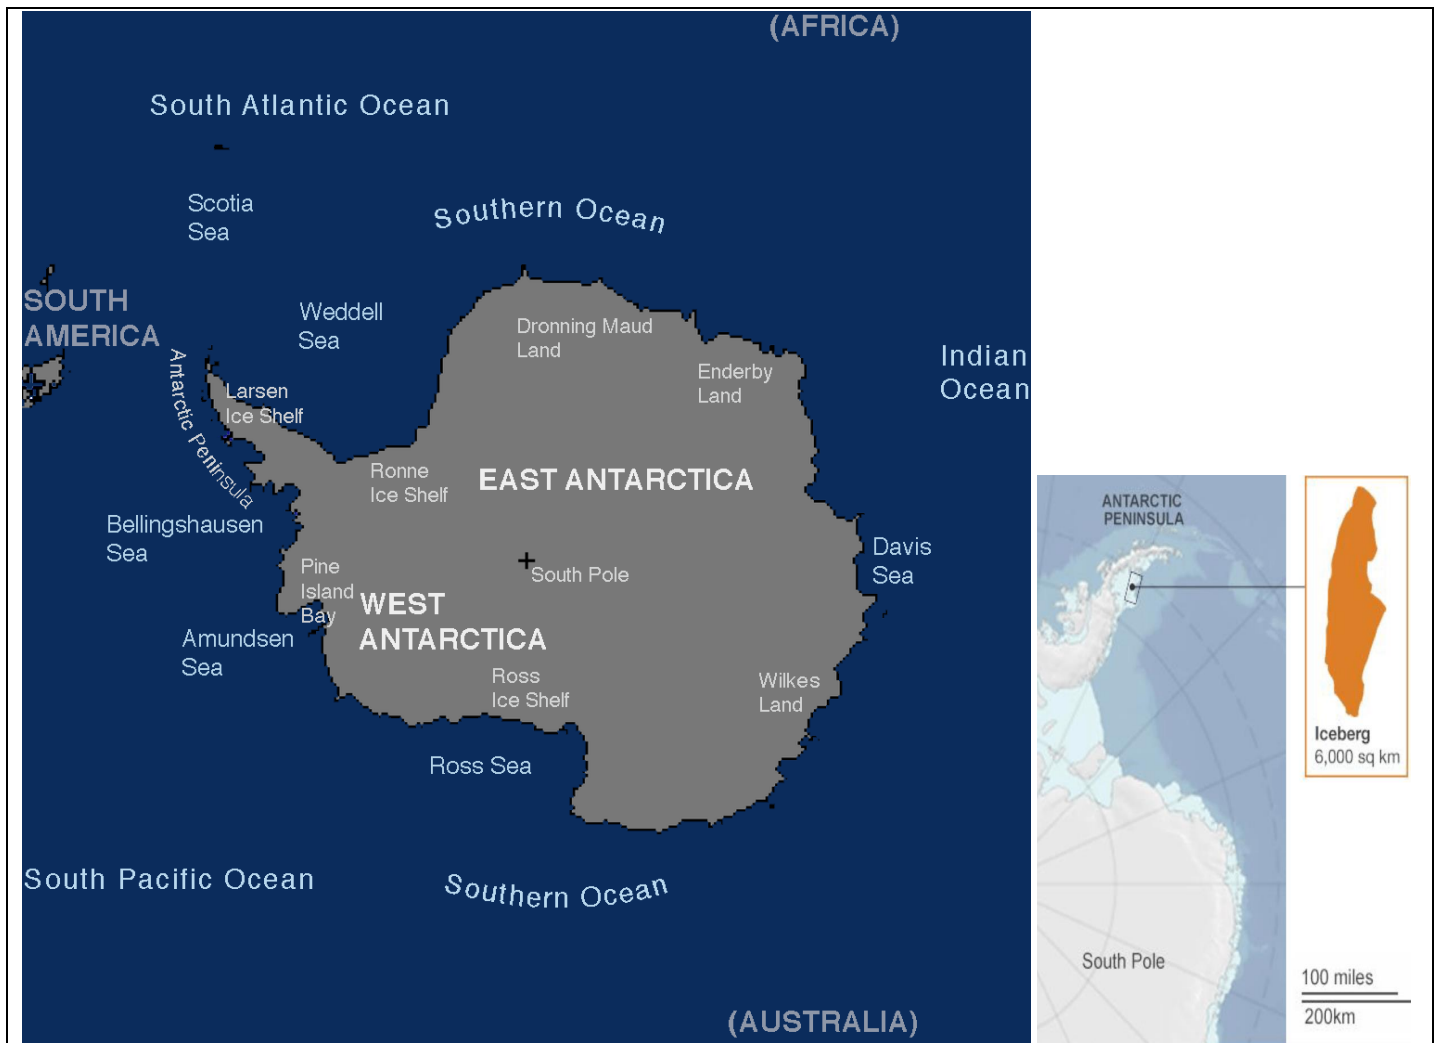 (AFRICA)
South Atlantic Ocean
Scotia
Sea
Southern Ocean
SOUTH
AMERICA
Weddell
Sea
Dronning Maud
Land
Enderby
Land
Indian
Ocean
Antarctic Peninsula
Larsen
Ice Shelf
Ronne
Ice Shelf
EAST ANTARCTICA
Bellingshausen
Sea
Davis
Sea
Pine
Island
Bay
South Pole
WEST
ANTARCTICA
Amundsen
Sea
Ross
Ice Shelf
Wilkes
Land
Ross Sea
South Pacific Ocean
Southern Ocean
(AUSTRALIA)
ANTARCTIC
PENINSULA
Iceberg
6,000 sq km
South Pole
100 miles
200km